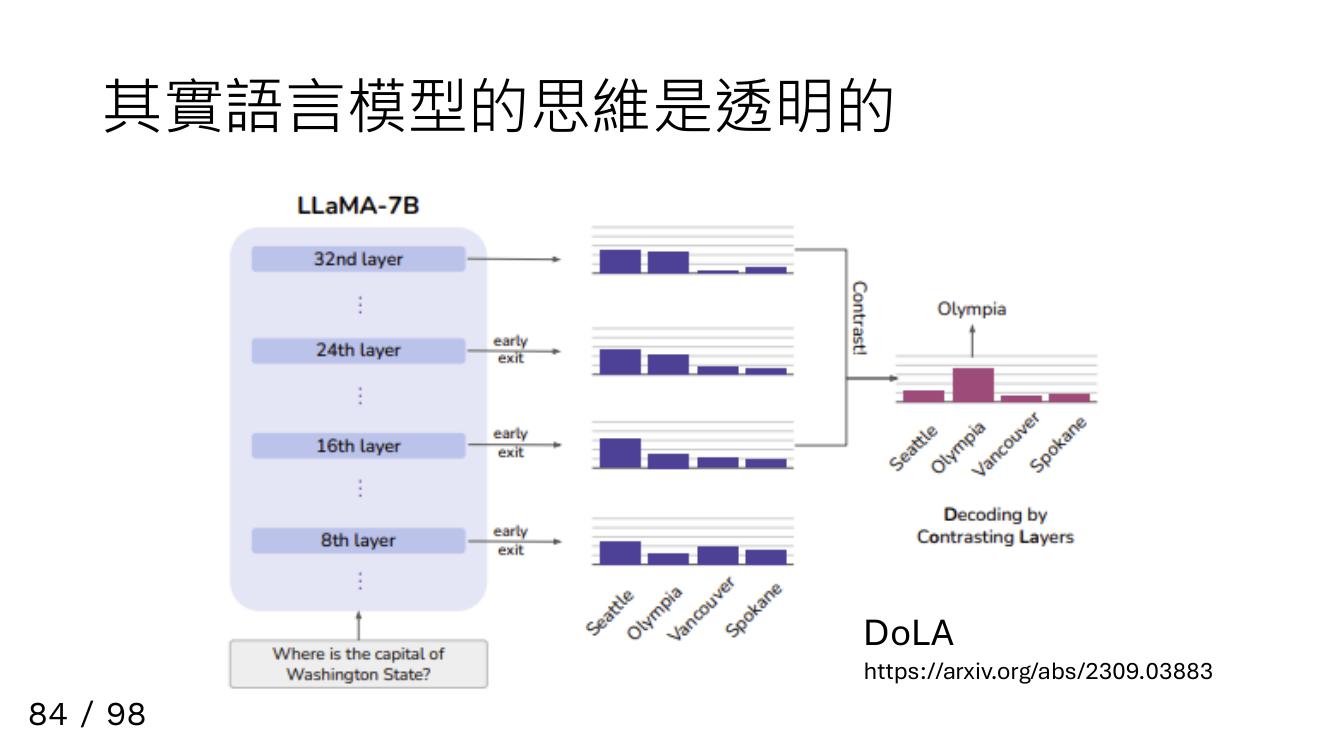 其實語言模型的思維是透明的
LLaMA-7B
32nd layer
24th layer
early
exit
16th layer
early
exit
8th layer
early
exit
Where is the capital of
Washington State?
Seattle
Olympia
Vancouver
Spokane
Contrast!
Olympia
Seattle
Olympia
Vancouver
Spokane
Decoding by
Contrasting Layers
DoLA
https://arxiv.org/abs/2309.03883
84 / 98